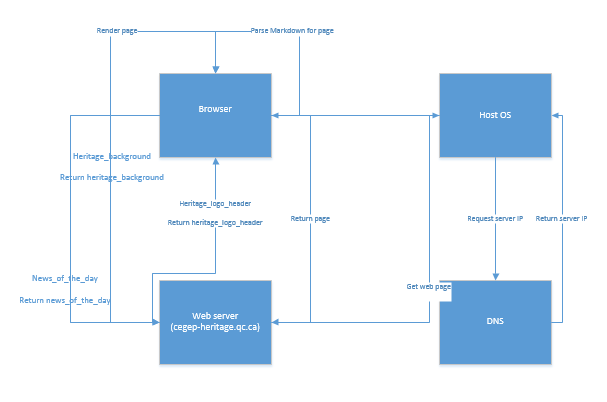 Render page
Parse Markdown for page
Browser
Host OS
Heritage_background
Return heritage_background
Heritage_logo_header
Return heritage_logo_header
Return page
Request server IP
Return server IP
News_of_the_day
Return news_of_the_day
Get web page
Web server
(cegep-heritage.qc.ca)
DNS